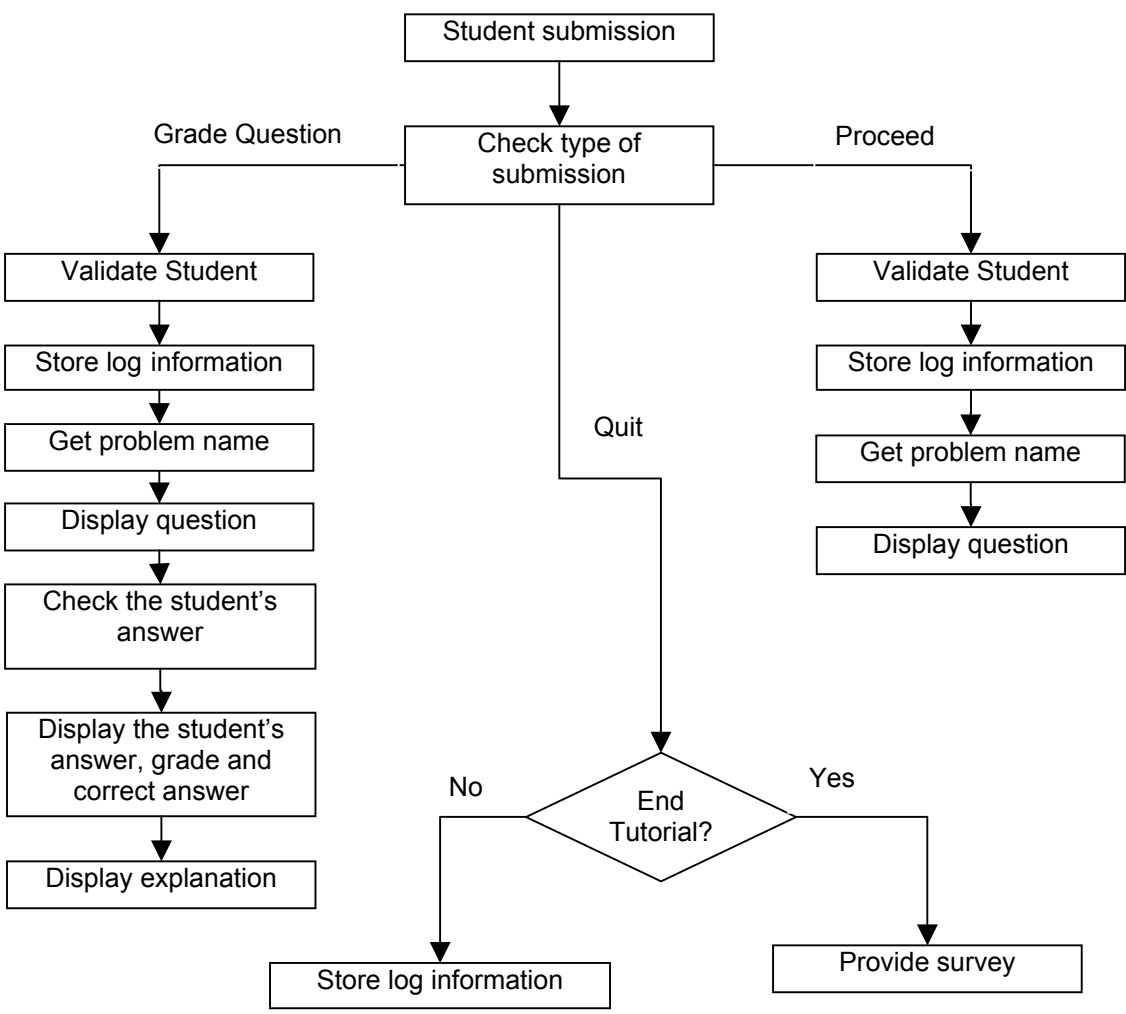 Student submission
Grade Question
Check type of
submission
Proceed
Validate Student
Store log information
Get problem name
Display question
Check the student’s
answer
Display the student’s
answer, grade and
correct answer
Display explanation
Quit
End
Tutorial?
No
Yes
Store log information
Provide survey
Validate Student
Store log information
Get problem name
Display question